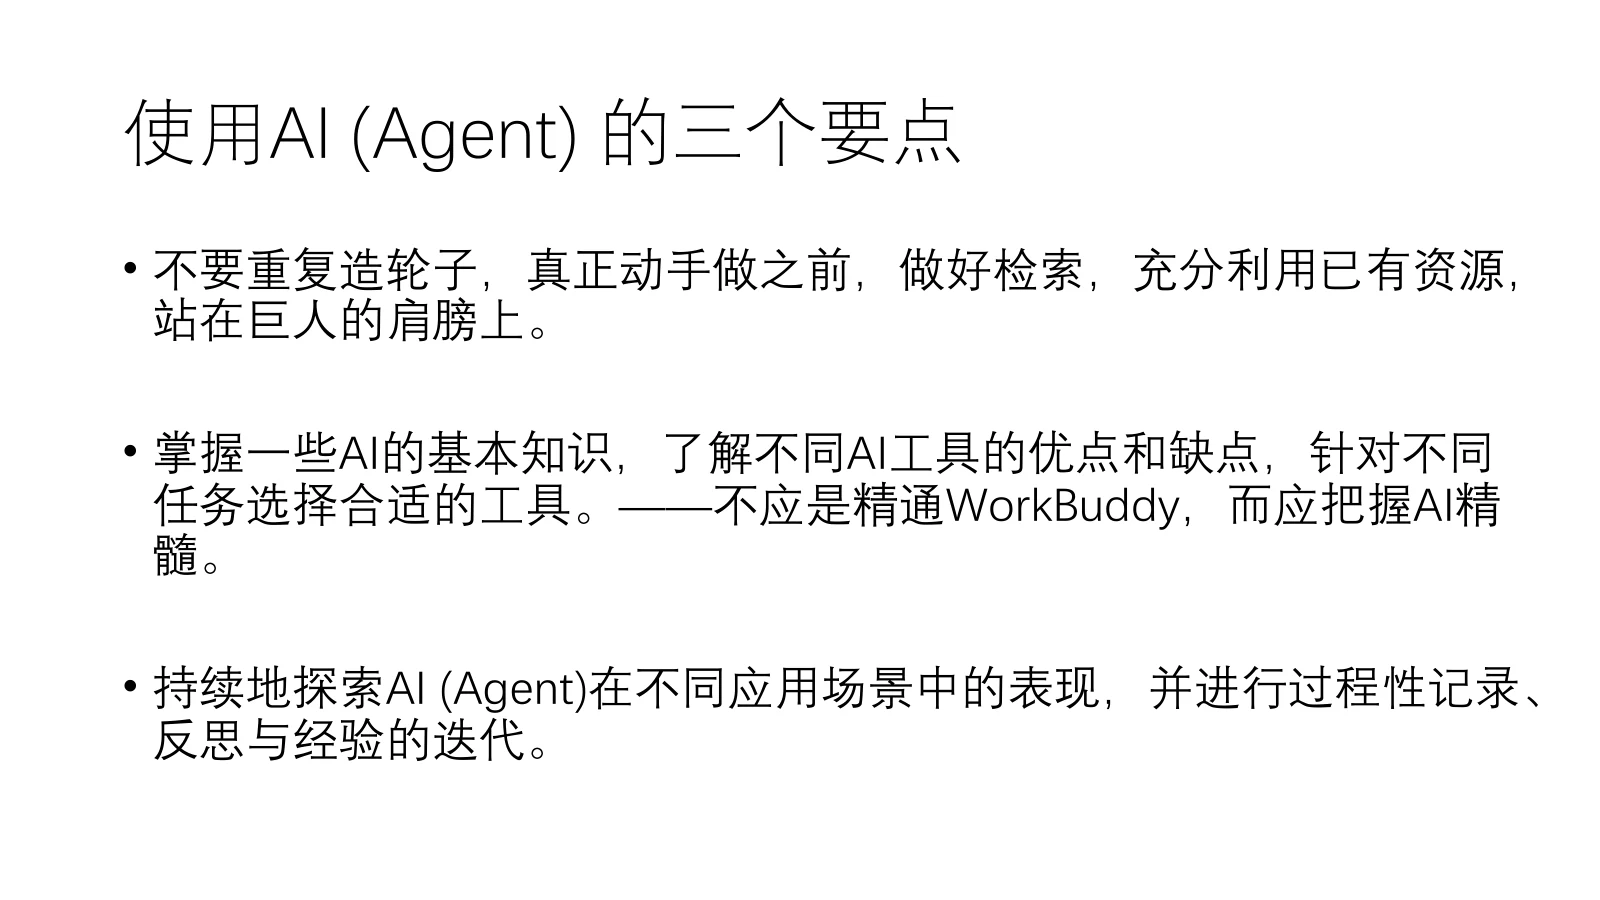 使用AI (Agent) 的三个要点
• 不要重复造轮子，真正动手做之前，做好检索，充分利用已有资源，
站在巨人的肩膀上。
• 掌握一些AI的基本知识，了解不同AI工具的优点和缺点，针对不同
任务选择合适的工具。——不应是精通WorkBuddy，而应把握AI精
髓。
• 持续地探索AI (Agent)在不同应用场景中的表现，并进行过程性记录、
反思与经验的迭代。